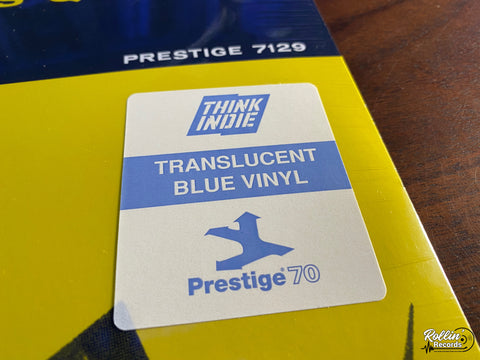 PRESTIGE 7129
THINK
INDIE
TRANSLUCENT
BLUE VINYL
Prestige® 70
Rollin'
Records